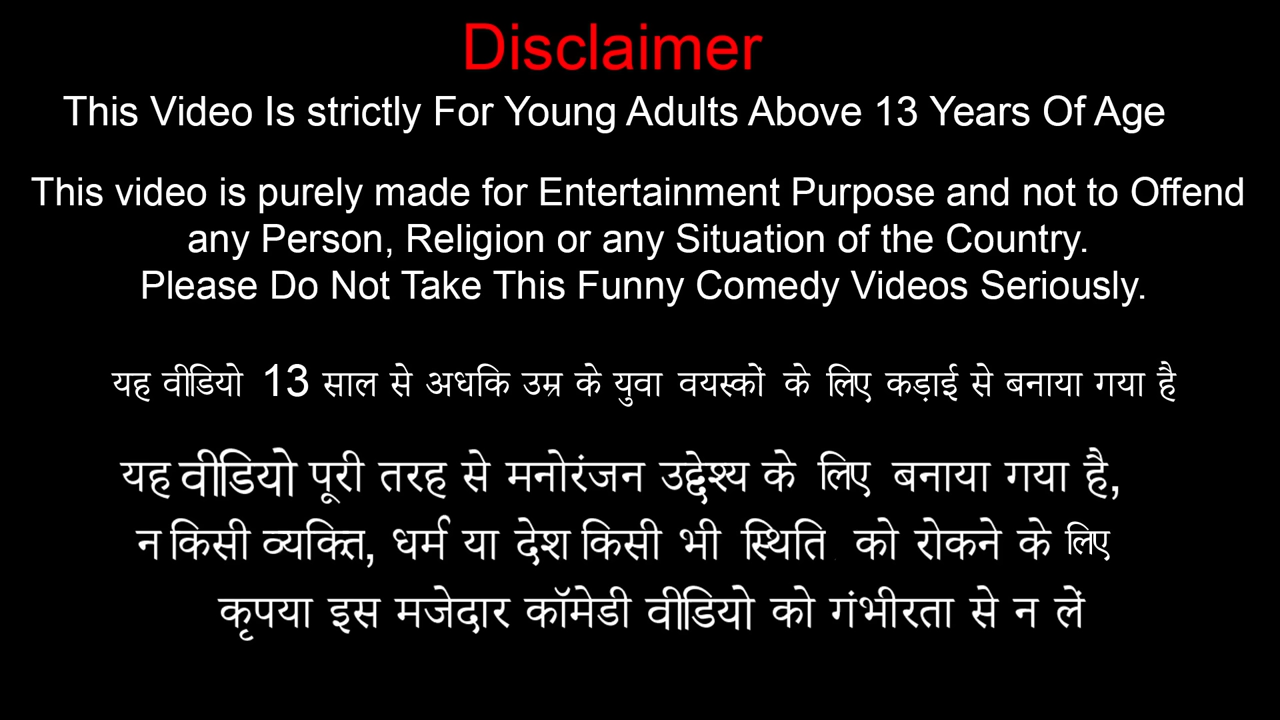 Disclaimer
This Video Is strictly For Young Adults Above 13 Years Of Age
This video is purely made for Entertainment Purpose and not to Offend
any Person, Religion or any Situation of the Country.
Please Do Not Take This Funny Comedy Videos Seriously.
यह वीडियो 13 साल से अधकि उम्र के युवा वयस्कों के लिए कड़ाई से बनाया गया है
यह वीडियो पूरी तरह से मनोरंजन उद्देश्य के लिए बनाया गया है,
न किसी व्यक्ति, धर्म या देश किसी भी स्थिति को रोकने के लिए
कृपया इस मजेदार कॉमेडी वीडियो को गंभीरता से न लें